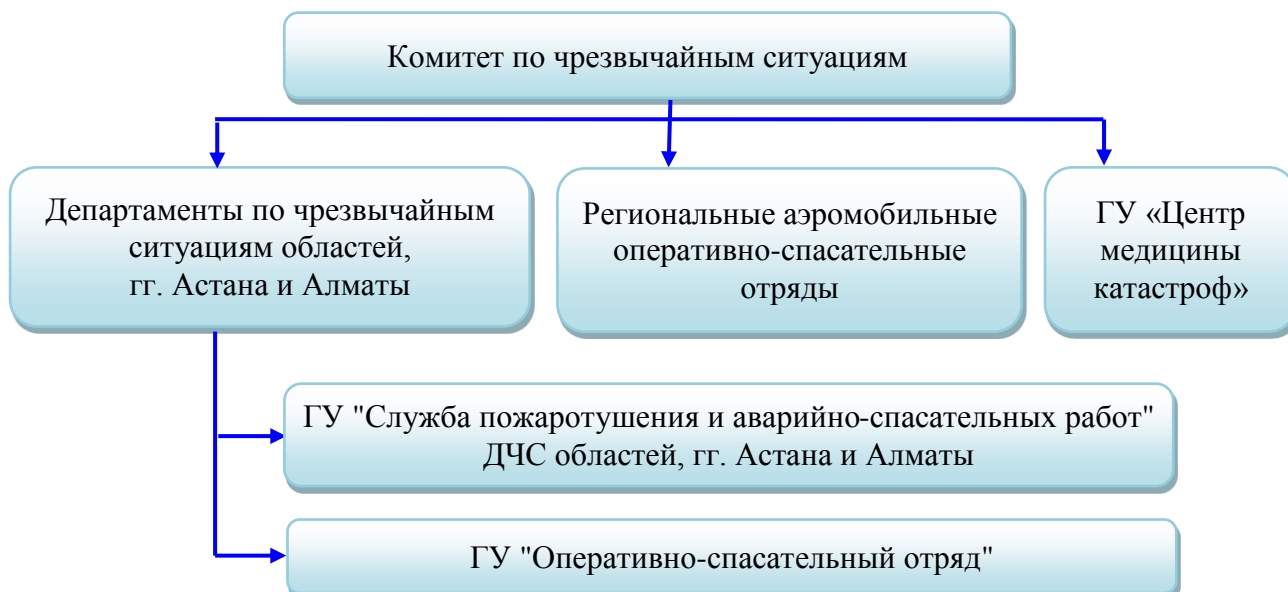 Комитет по чрезвычайным ситуациям
Департаменты по чрезвычайным
ситуациям областей,
гг. Астана и Алматы
Региональные аэромобильные
оперативно-спасательные
отряды
ГУ «Центр
медицины
катастроф»
ГУ "Служба пожаротушения и аварийно-спасательных работ"
ДЧС областей, гг. Астана и Алматы
ГУ "Оперативно-спасательный отряд"